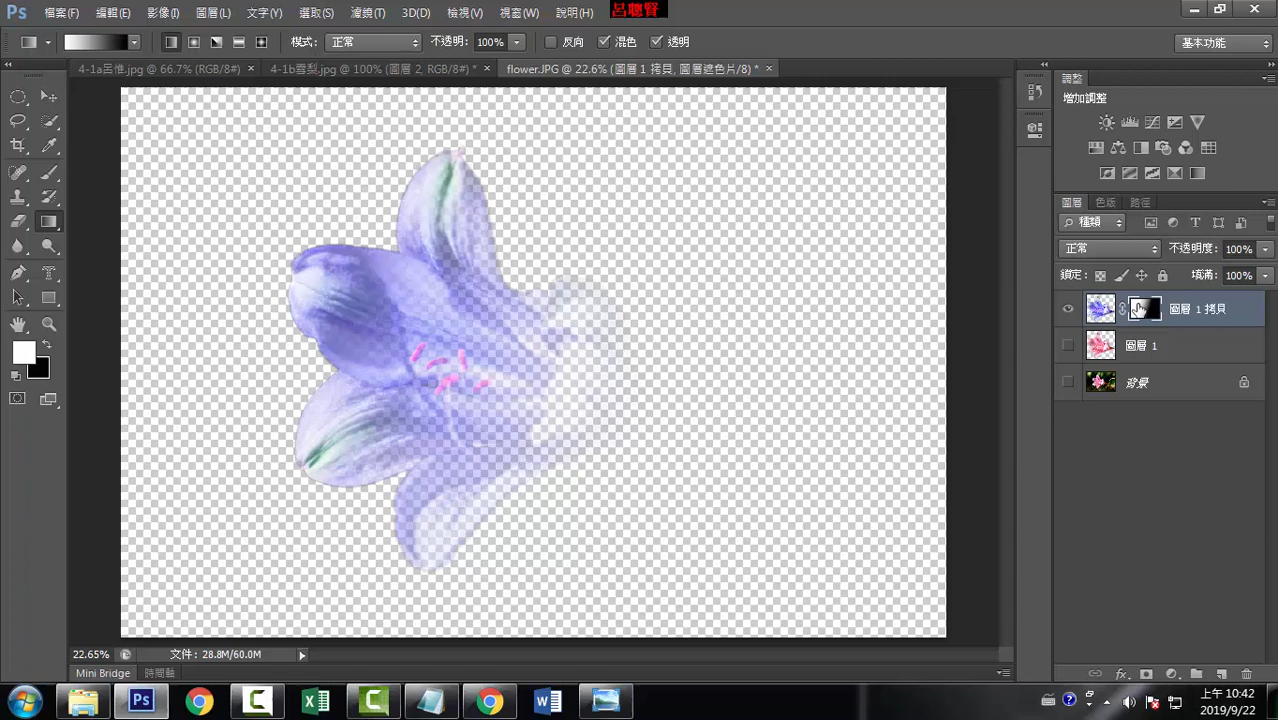 Ps 檔案(F) 編輯(E) 影像(I) 圖層(L) 文字(Y) 選取(S) 濾鏡(T) 3D(D) 檢視(V) 視窗(W) 說明(H) 呂聰賢
模式: 正常 不透明: 100% 反向 混色 透明 基本功能
4-1a呂惟.jpg @ 66.7% (RGB/8#) × 4-1b雪梨.jpg @ 100% (圖層 2, RGB/8#) * × flower.JPG @ 22.6% (圖層 1 拷貝, 圖層遮色片/8) * ×
調整
增加調整
圖層 色版 路徑
種類
正常 不透明度: 100%
鎖定: 填滿: 100%
圖層 1 拷貝
圖層 1
背景
22.65% 文件: 28.8M/60.0M
Mini Bridge 時間軸
上午 10:42
2019/9/22